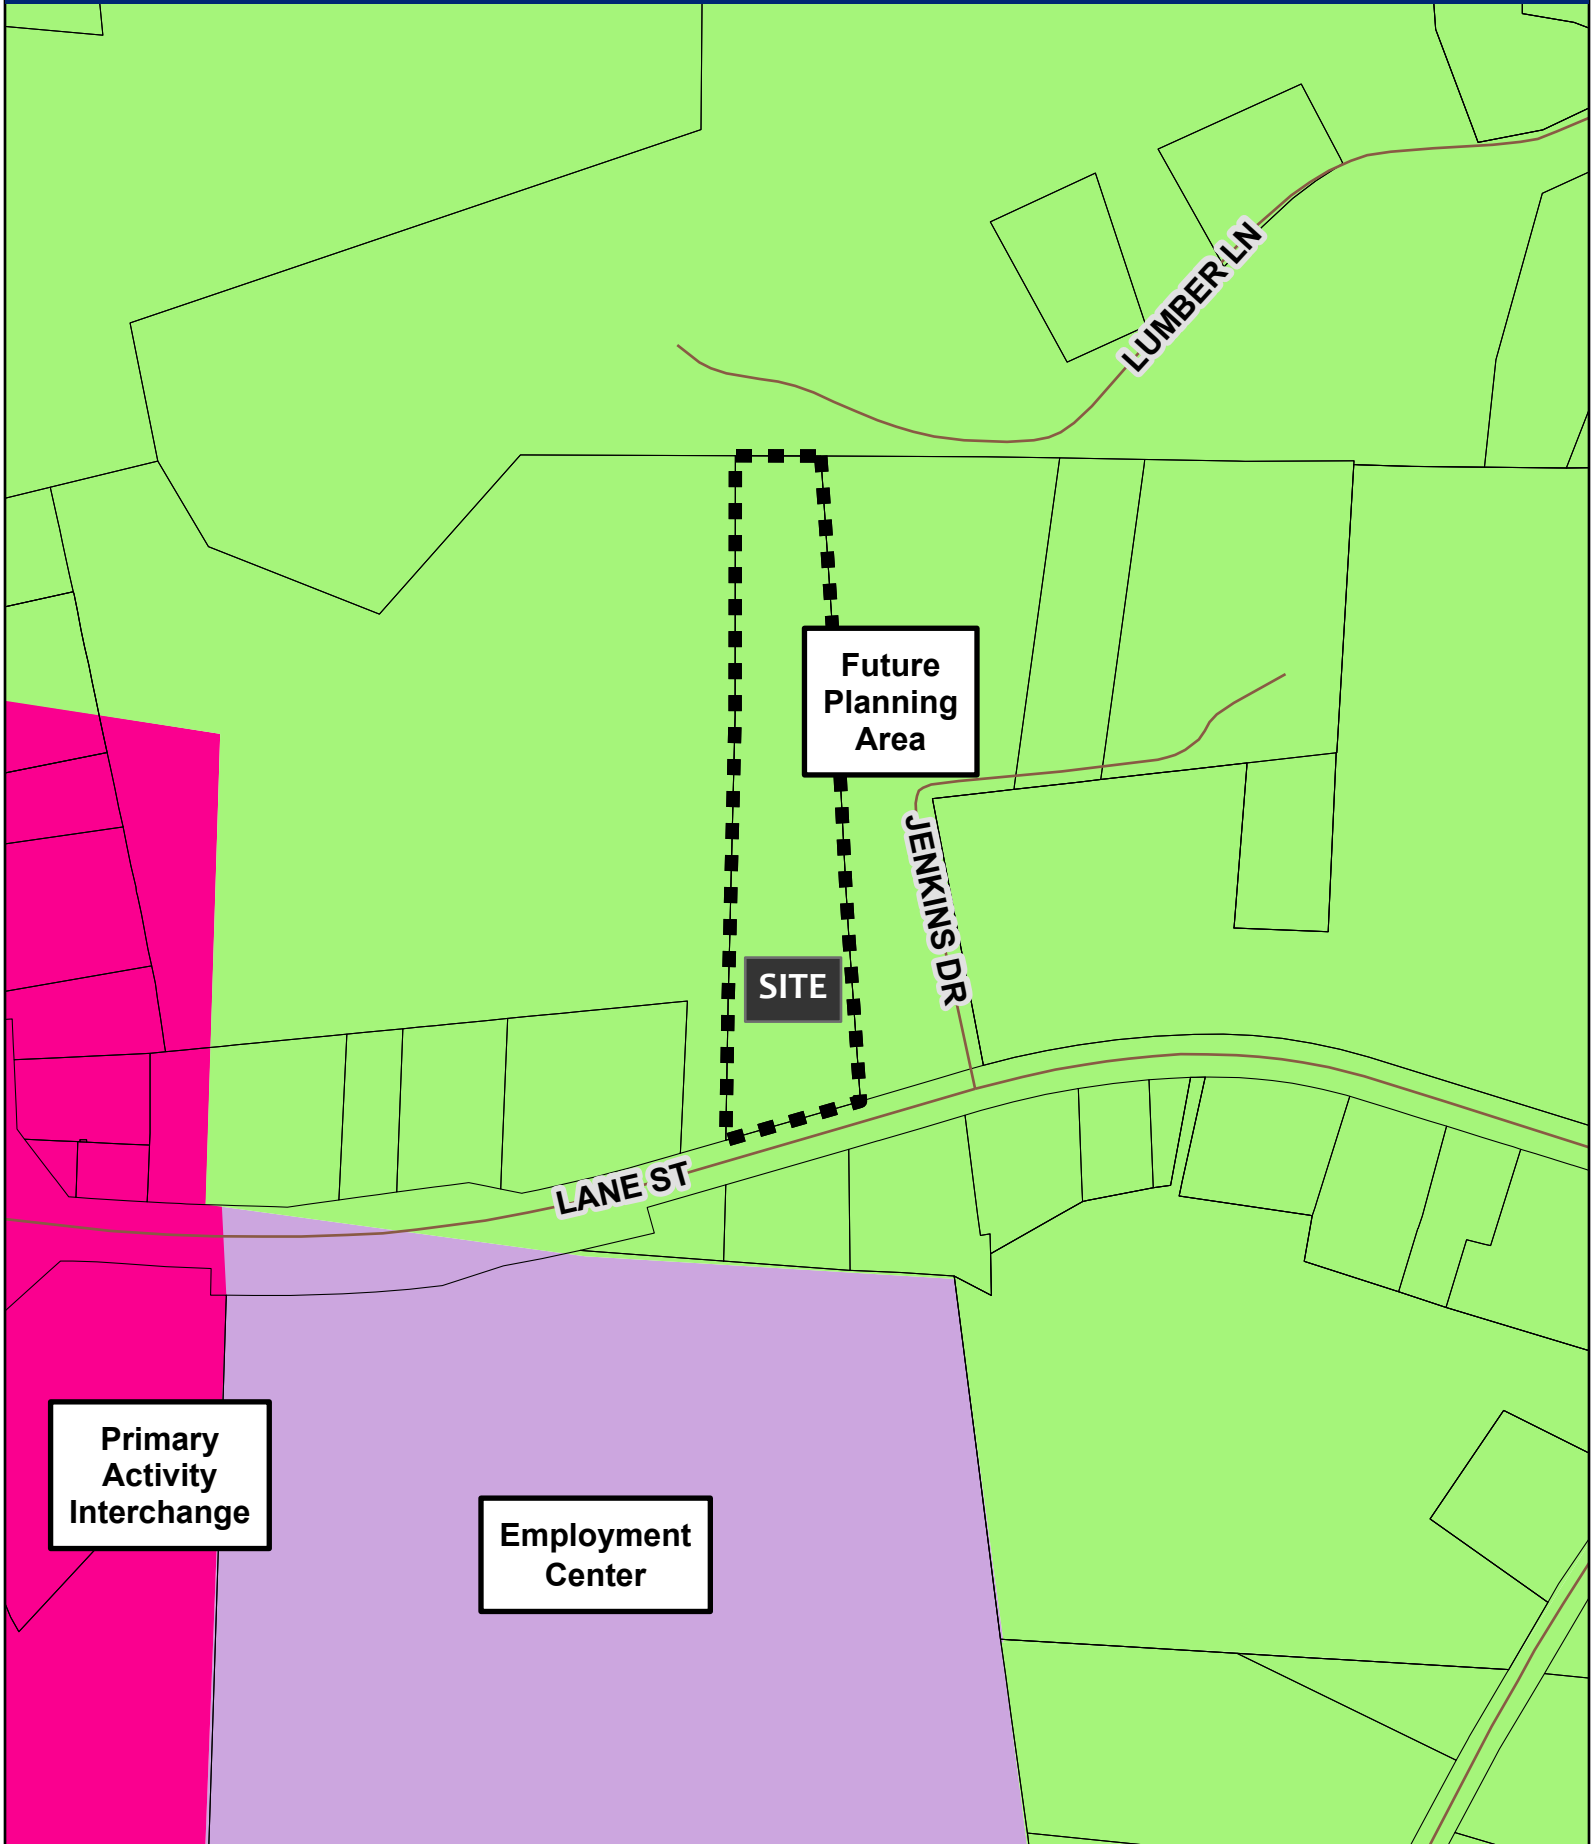 LUMBER LN
Future
Planning
Area
JENKINS DR
SITE
LANE ST
Primary
Activity
Interchange
Employment
Center